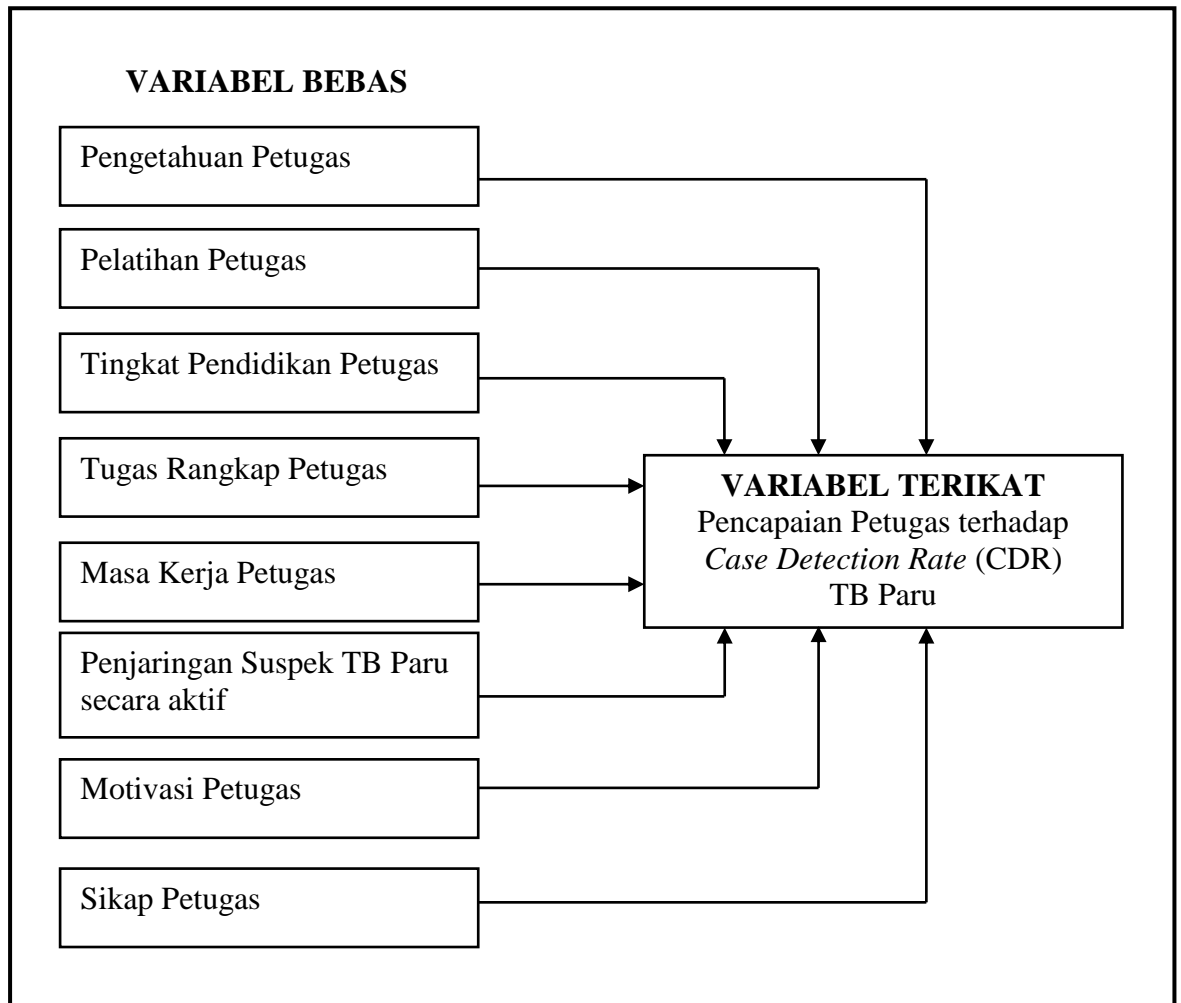 VARIABEL BEBAS
Pengetahuan Petugas
Pelatihan Petugas
Tingkat Pendidikan Petugas
Tugas Rangkap Petugas
Masa Kerja Petugas
Penjaringan Suspek TB Paru
secara aktif
Motivasi Petugas
Sikap Petugas
VARIABEL TERIKAT
Pencapaian Petugas terhadap
Case Detection Rate (CDR)
TB Paru